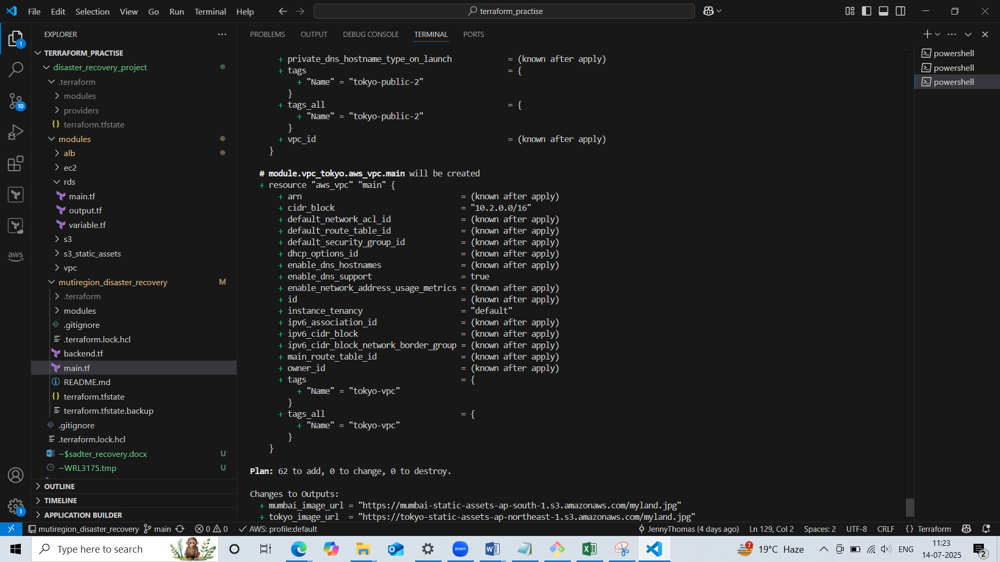 File Edit Selection View Go Run Terminal Help
terraform_practise
EXPLORER
TERRAFORM_PRACTISE
disaster_recovery_project
.terraform
modules
providers
terraform.tfstate
modules
alb
ec2
rds
main.tf
output.tf
variable.tf
s3
s3_static_assets
vpc
mutiregion_disaster_recovery M
.terraform
modules
.gitignore
.terraform.lock.hcl
backend.tf
main.tf
README.md
terraform.tfstate
terraform.tfstate.backup
.gitignore
.terraform.lock.hcl
~$sadter_recovery.docx U
~WRL3175.tmp U
OUTLINE
TIMELINE
APPLICATION BUILDER
1
10
aws
1
PROBLEMS OUTPUT DEBUG CONSOLE TERMINAL PORTS
+ private_dns_hostname_type_on_launch = (known after apply)
+ tags = {
+ "Name" = "tokyo-public-2"
}
+ tags_all = {
+ "Name" = "tokyo-public-2"
}
+ vpc_id = (known after apply)
}
# module.vpc_tokyo.aws_vpc.main will be created
+ resource "aws_vpc" "main" {
+ arn = (known after apply)
+ cidr_block = "10.2.0.0/16"
+ default_network_acl_id = (known after apply)
+ default_route_table_id = (known after apply)
+ default_security_group_id = (known after apply)
+ dhcp_options_id = (known after apply)
+ enable_dns_hostnames = (known after apply)
+ enable_dns_support = true
+ enable_network_address_usage_metrics = (known after apply)
+ id = (known after apply)
+ instance_tenancy = "default"
+ ipv6_association_id = (known after apply)
+ ipv6_cidr_block = (known after apply)
+ ipv6_cidr_block_network_border_group = (known after apply)
+ main_route_table_id = (known after apply)
+ owner_id = (known after apply)
+ tags = {
+ "Name" = "tokyo-vpc"
}
+ tags_all = {
+ "Name" = "tokyo-vpc"
}
}
Plan: 62 to add, 0 to change, 0 to destroy.
Changes to Outputs:
+ mumbai_image_url = "https://mumbai-static-assets-ap-south-1.s3.amazonaws.com/myland.jpg"
+ tokyo_image_url = "https://tokyo-static-assets-ap-northeast-1.s3.amazonaws.com/myland.jpg"
powershell
powershell
powershell
mutiregion_disaster_recovery main 0 0 AWS: profile:default JennyThomas (4 days ago) Ln 129, Col 2 Spaces: 2 UTF-8 CRLF {} Terraform
Type here to search
zoom
7
19°C Haze
ENG
11:23
14-07-2025
2